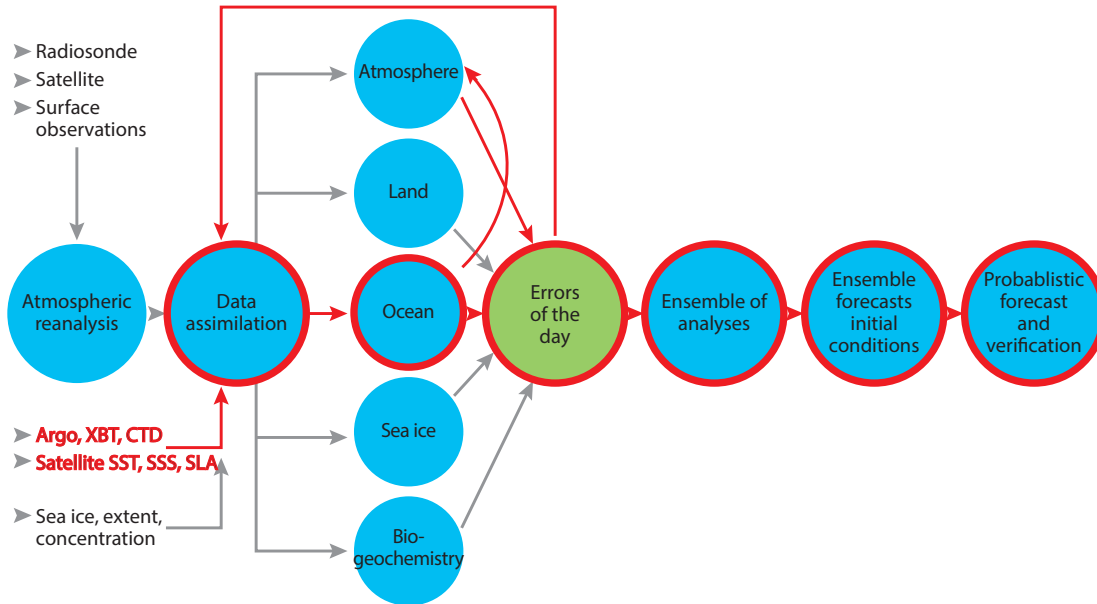 Radiosonde
Satellite
Surface
observations
Atmospheric
reanalysis
Data
assimilation
Argo, XBT, CTD
Satellite SST, SSS, SLA
Sea ice, extent,
concentration
Atmosphere
Land
Ocean
Sea ice
Bio-
geochemistry
Errors
of the
day
Ensemble of
analyses
Ensemble
forecasts
initial
conditions
Probablistic
forecast
and
verification